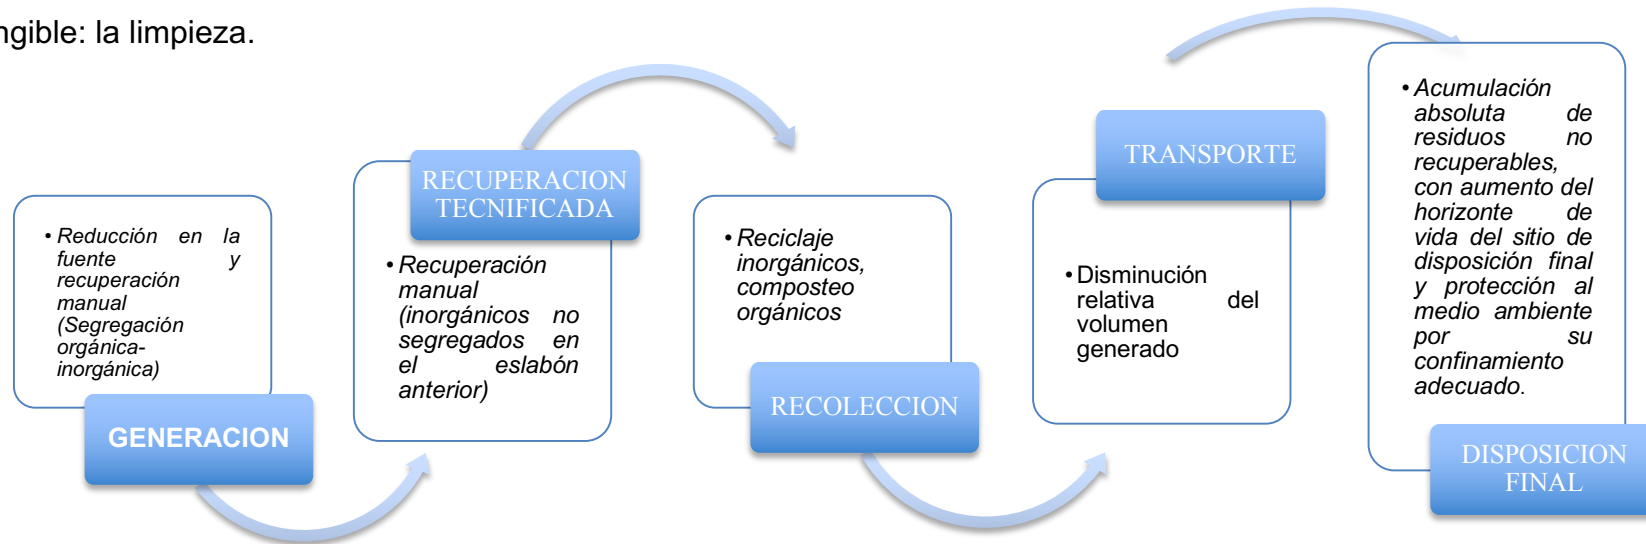 ngible: la limpieza.
• Reducción en la
fuente y
recuperación
manual
(Segregación
orgánica-
inorgánica)
GENERACION
RECUPERACION
TECNIFICADA
• Recuperación
manual
(inorgánicos no
segregados en
el eslabón
anterior)
• Reciclaje
inorgánicos,
composteo
orgánicos
RECOLECCION
TRANSPORTE
• Disminución
relativa del
volumen
generado
• Acumulación
absoluta de
residuos no
recuperables,
con aumento del
horizonte de
vida del sitio de
disposición final
y protección al
medio ambiente
por su
confinamiento
adecuado.
DISPOSICION
FINAL